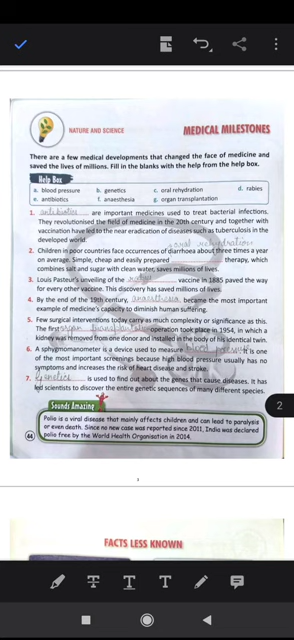 NATURE AND SCIENCE
MEDICAL MILESTONES
There are a few medical developments that changed the face of medicine and
saved the lives of millions. Fill in the blanks with the help from the help box.
Help Box
a. blood pressure b. genetics c. oral rehydration d. rabies
e. antibiotics f. anaesthesia g. organ transplantation
1. antibiotics are important medicines used to treat bacterial infections.
They revolutionised the field of medicine in the 20th century and together with
vaccination have led to the near eradication of diseases such as tuberculosis in the
developed world.
oral rehydration
2. Children in poor countries face occurrences of diarrhoea about three times a year
on average. Simple, cheap and easily prepared therapy, which
combines salt and sugar with clean water, saves millions of lives.
3. Louis Pasteur's unveiling of the rabies vaccine in 1885 paved the way
for every other vaccine. This discovery has saved millions of lives.
4. By the end of the 19th century, anaesthesia became the most important
example of medicine's capacity to diminish human suffering.
5. Few surgical interventions today carry as much complexity or significance as this.
The first organ transplantation operation took place in 1954, in which a
kidney was removed from one donor and installed in the body of his identical twin.
6. A sphygmomanometer is a device used to measure blood pressure. It is one
of the most important screenings because high blood pressure usually has no
symptoms and increases the risk of heart disease and stroke.
7. genetics is used to find out about the genes that cause diseases. It has
led scientists to discover the entire genetic sequences of many different species.
Sounds Amazing
Polio is a viral disease that mainly affects children and can lead to paralysis
or even death. Since no new case was reported since 2011, India was declared
polio free by the World Health Organisation in 2014.
44
2
FACTS LESS KNOWN